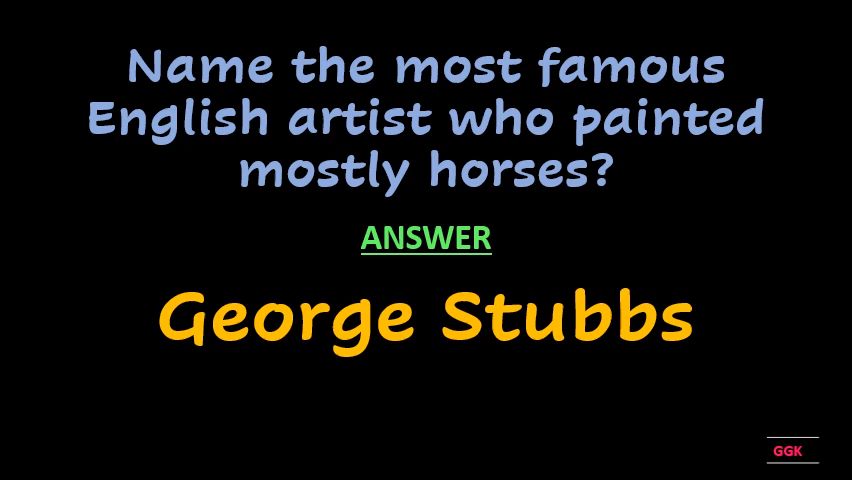 Name the most famous
English artist who painted
mostly horses?
ANSWER
George Stubbs
GGK